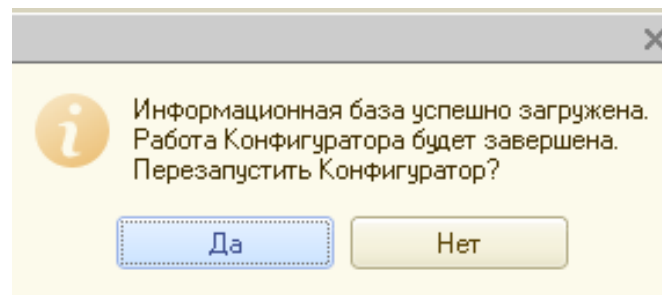 Информационная база успешно загружена.
Работа Конфигуратора будет завершена.
Перезапустить Конфигуратор?
Да
Нет